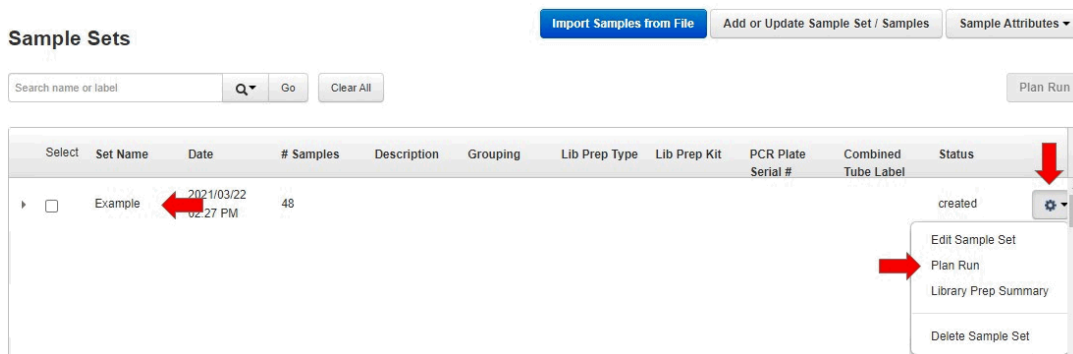 Import Samples from File
Add or Update Sample Set / Samples
Sample Attributes
Sample Sets
Search name or label
Go
Clear All
Plan Run
Select
Set Name
Date
# Samples
Description
Grouping
Lib Prep Type
Lib Prep Kit
PCR Plate
Serial #
Combined
Tube Label
Status
Example
2021/03/22
02:27 PM
48
created
Edit Sample Set
Plan Run
Library Prep Summary
Delete Sample Set